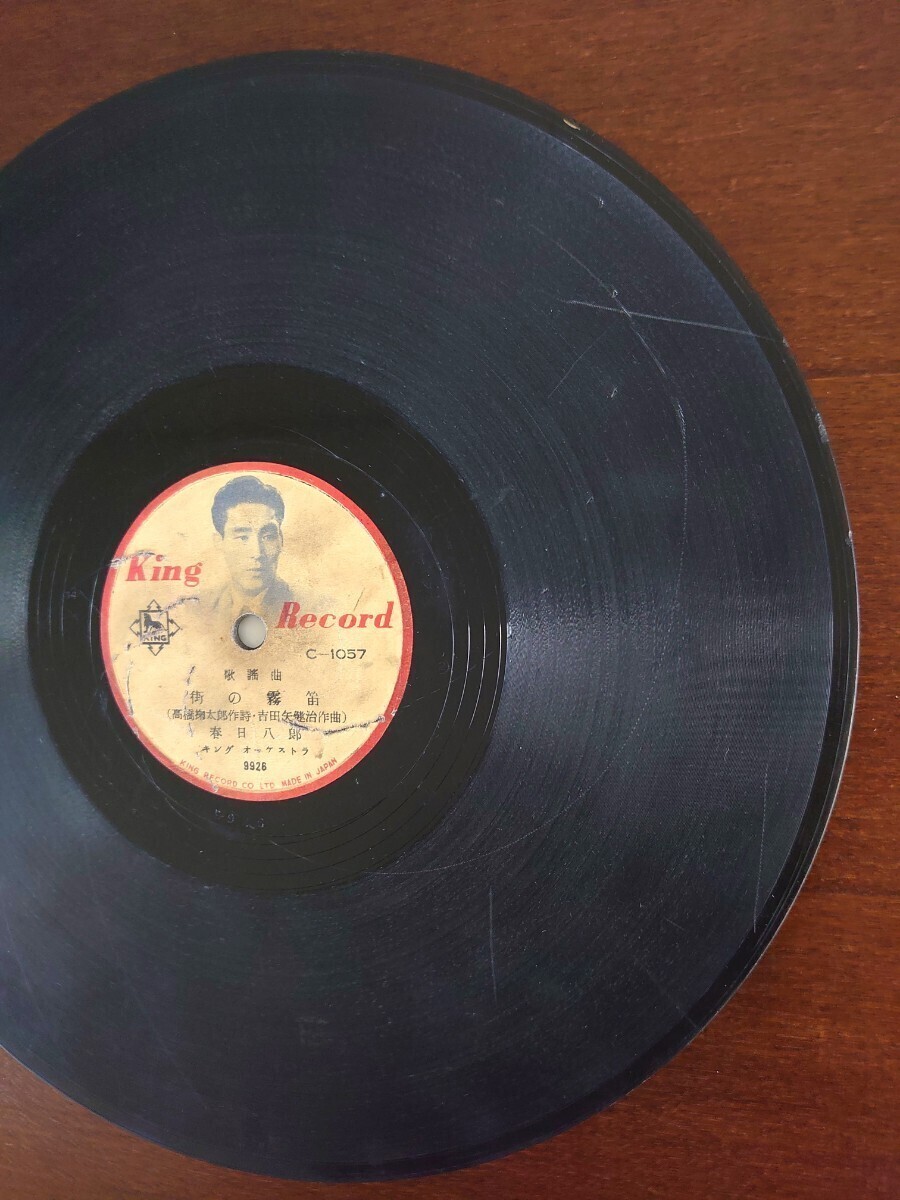 King
Record
KING
C-1057
歌謡曲
街の霧笛
(高橋掬太郎作詩・吉田矢健治作曲)
春日八郎
キング オーケストラ
9926
KING RECORD CO. LTD. MADE IN JAPAN